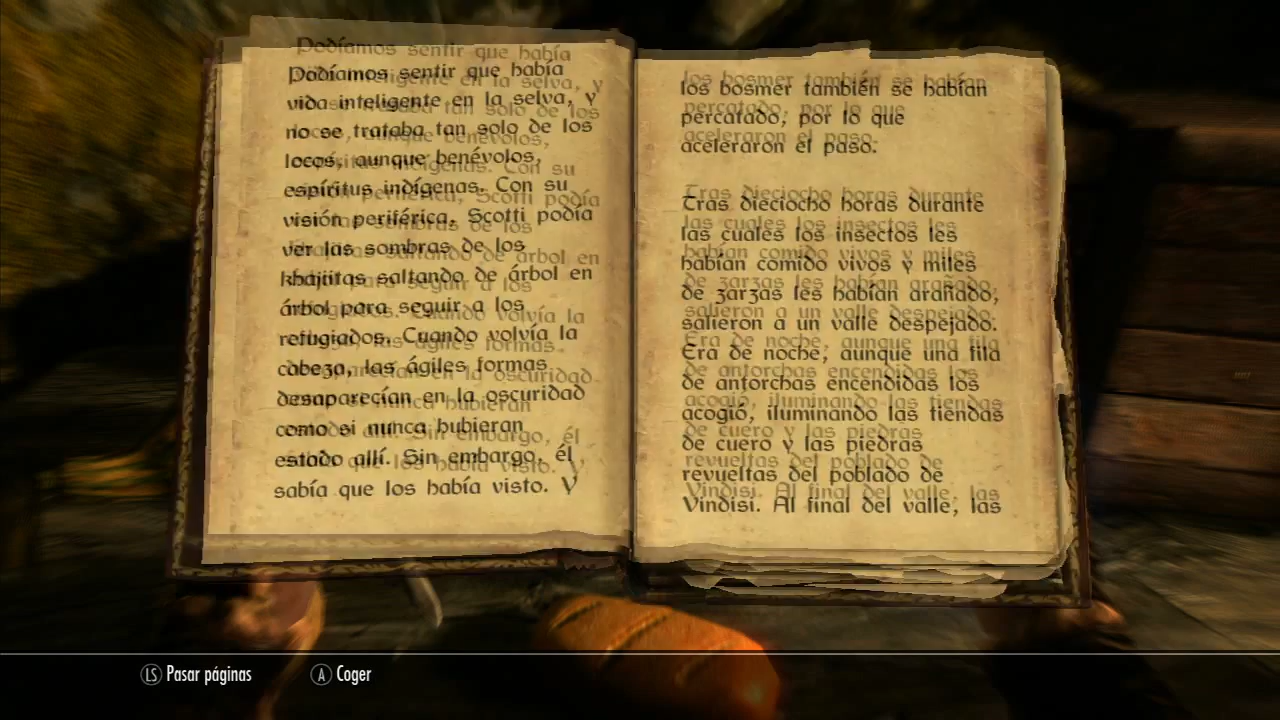 Podíamos sentir que había
vida inteligente en la selva, y
no se trataba tan solo de los
locos, aunque benévolos,
espíritus indígenas. Con su
visión periférica, Scotti podía
ver las sombras de los
khajiitas saltando de árbol en
árbol para seguir a los
refugiados. Cuando volvía la
cabeza, las ágiles formas
desaparecían en la oscuridad
como si nunca hubieran
estado allí. Sin embargo, él
sabía que los había visto. Y
los bosmer también se habían
percatado, por lo que
aceleraron el paso.
Tras dieciocho horas durante
las cuales los insectos les
habían comido vivos y miles
de zarzas les habían arañado,
salieron a un valle despejado.
Era de noche, aunque una fila
de antorchas encendidas los
acogió, iluminando las tiendas
de cuero y las piedras
revueltas del poblado de
Vindisi. Al final del valle, las
LS Pasar páginas
A Coger